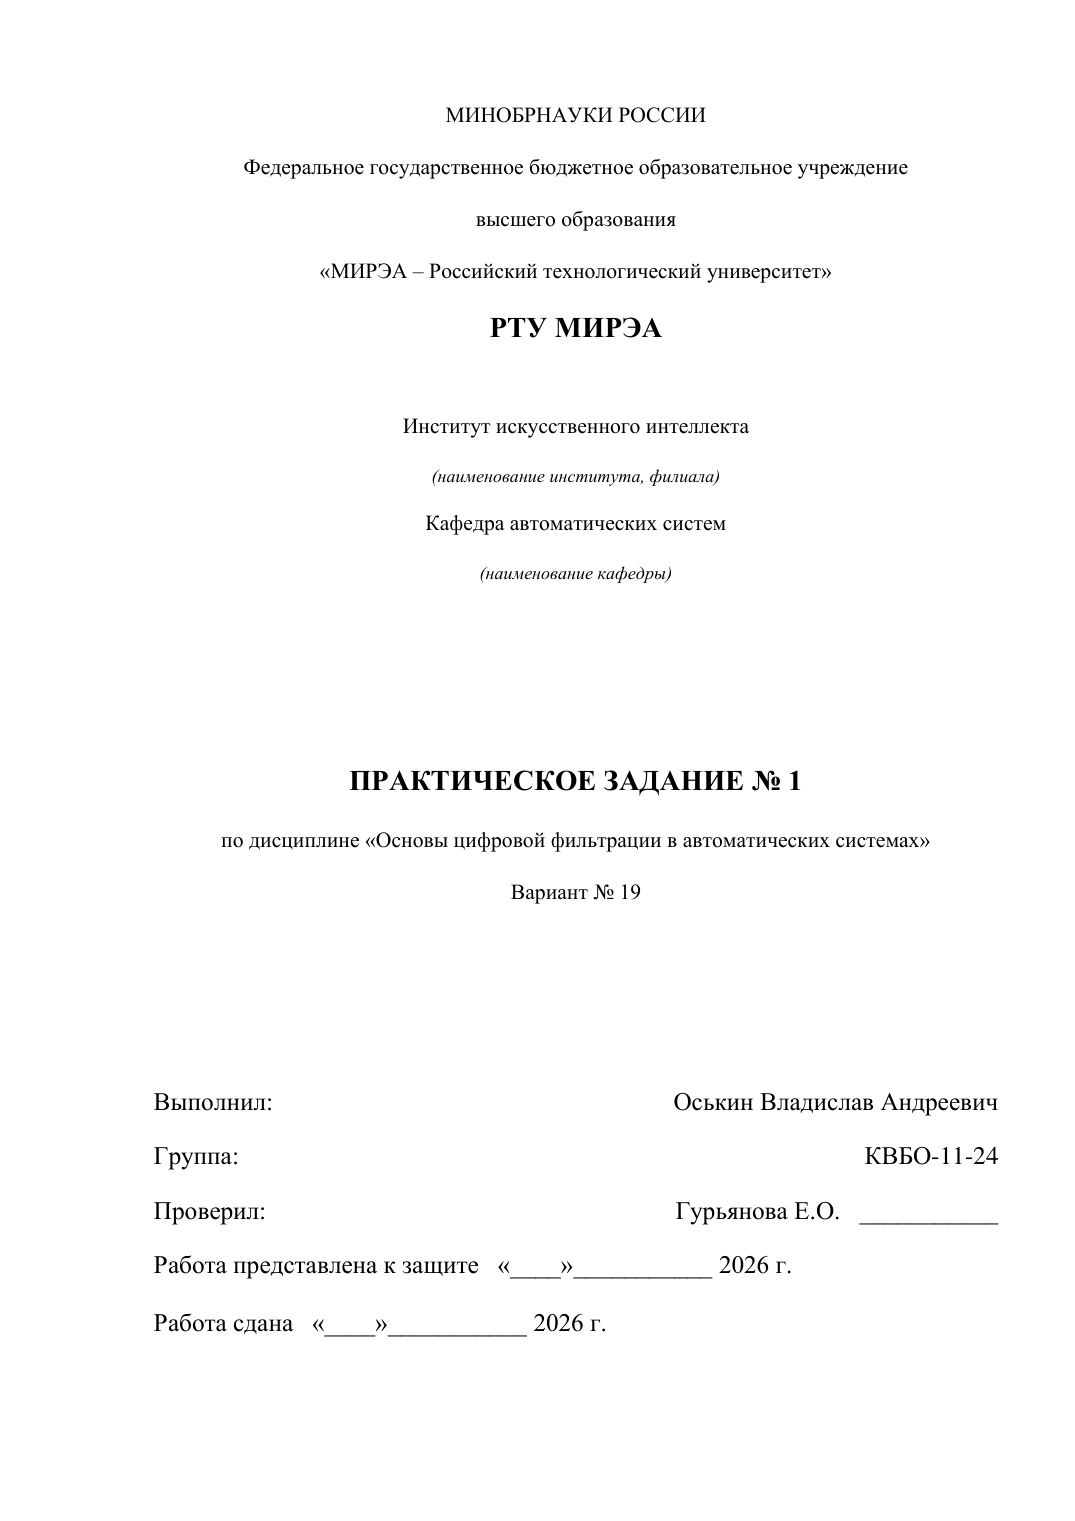 МИНОБРНАУКИ РОССИИ
Федеральное государственное бюджетное образовательное учреждение
высшего образования
«МИРЭА – Российский технологический университет»
РТУ МИРЭА
Институт искусственного интеллекта
(наименование института, филиала)
Кафедра автоматических систем
(наименование кафедры)
ПРАКТИЧЕСКОЕ ЗАДАНИЕ № 1
по дисциплине «Основы цифровой фильтрации в автоматических системах»
Вариант № 19
Выполнил: Оськин Владислав Андреевич
Группа: КВБО-11-24
Проверил: Гурьянова Е.О. ___________
Работа представлена к защите «____»___________ 2026 г.
Работа сдана «____»___________ 2026 г.